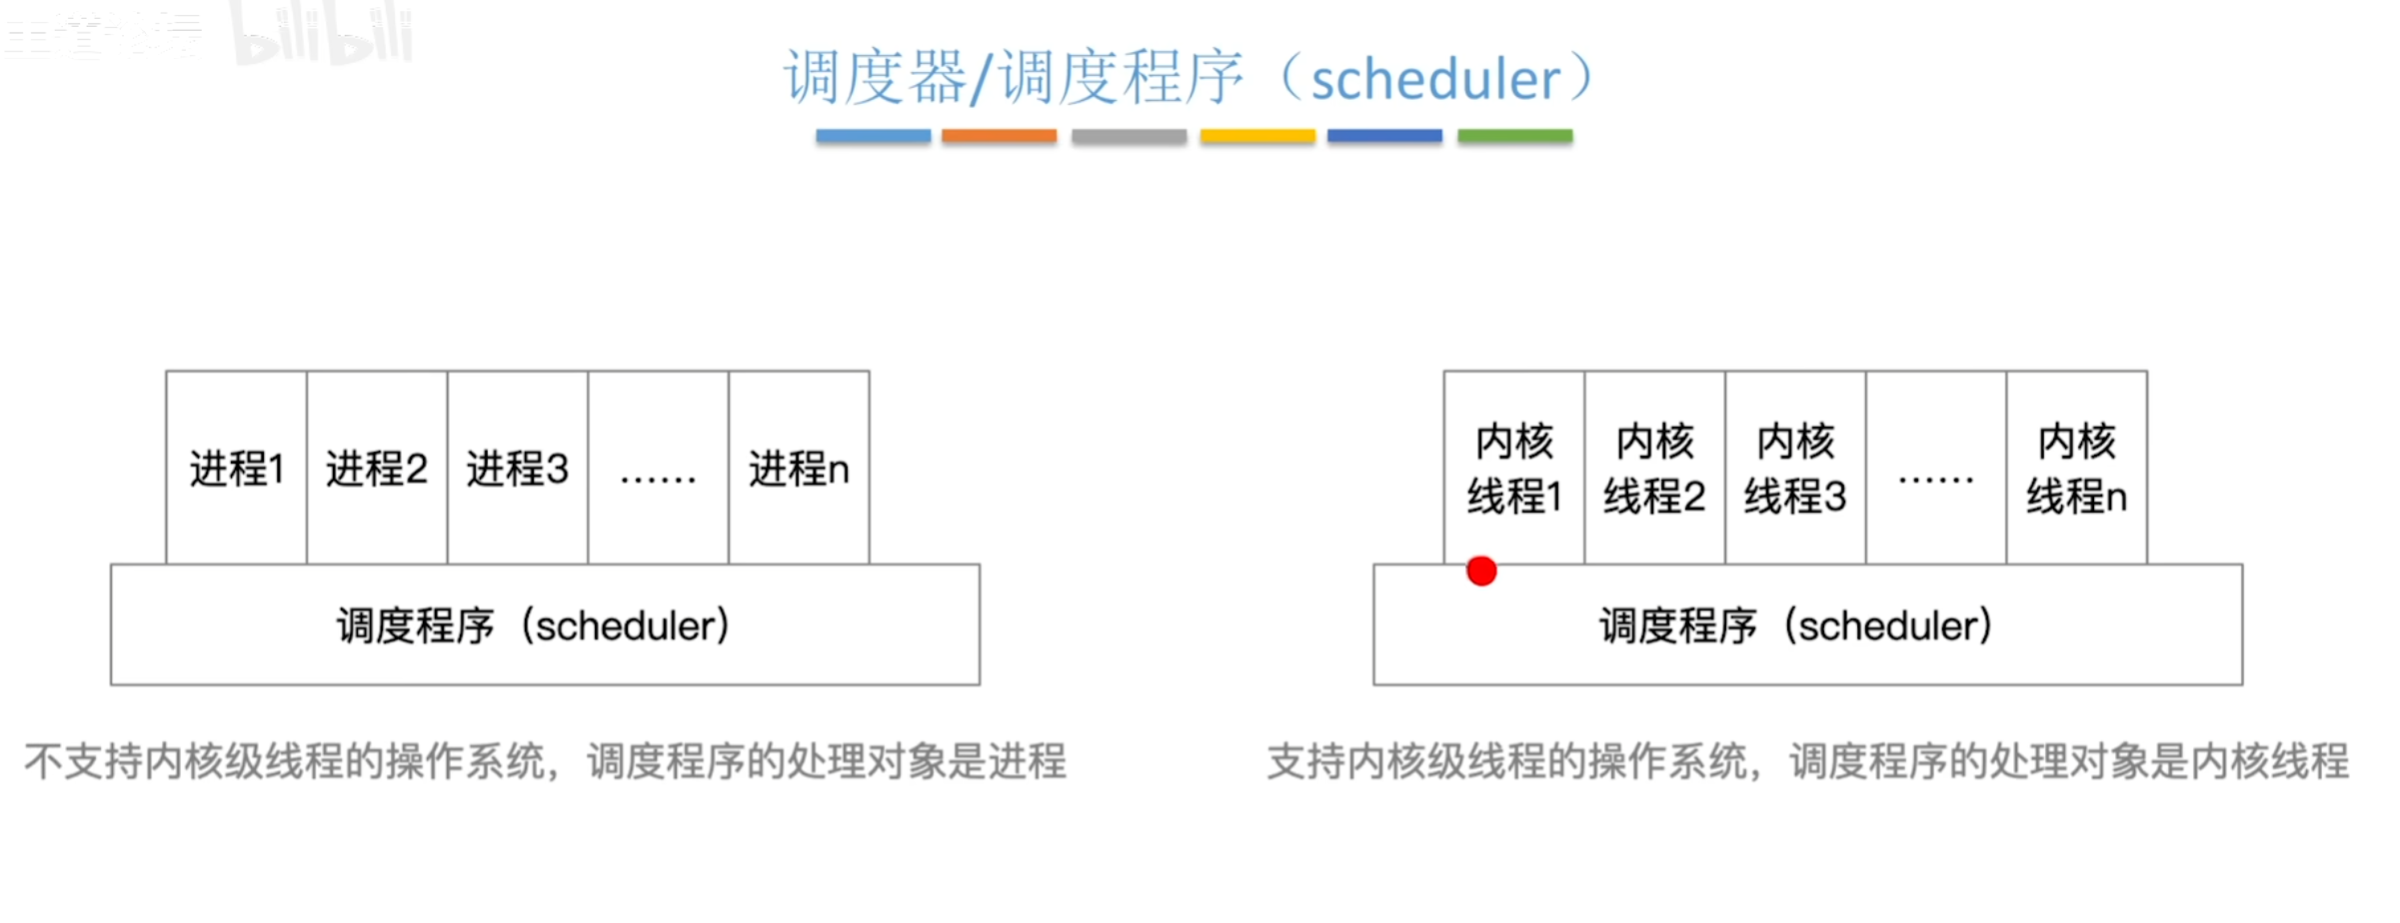 王道论坛 bilibili
调度器/调度程序（scheduler）
进程1 进程2 进程3 …… 进程n
调度程序（scheduler）
不支持内核级线程的操作系统，调度程序的处理对象是进程
内核线程1 内核线程2 内核线程3 …… 内核线程n
调度程序（scheduler）
支持内核级线程的操作系统，调度程序的处理对象是内核线程